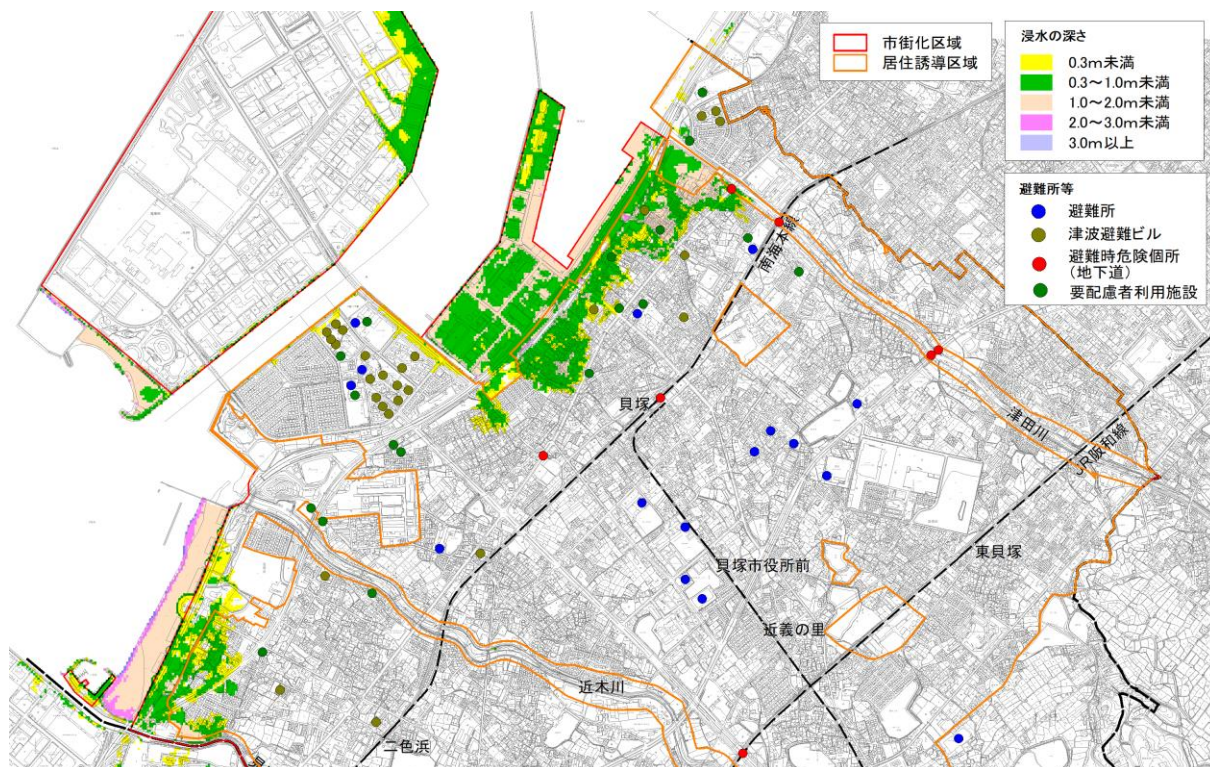 市街化区域
居住誘導区域
浸水の深さ
0.3m未満
0.3～1.0m未満
1.0～2.0m未満
2.0～3.0m未満
3.0m以上
避難所等
避難所
津波避難ビル
避難時危険個所
(地下道)
要配慮者利用施設
南海本線
貝塚
津田川
JR阪和線
東貝塚
貝塚市役所前
近義の里
近木川
二色浜